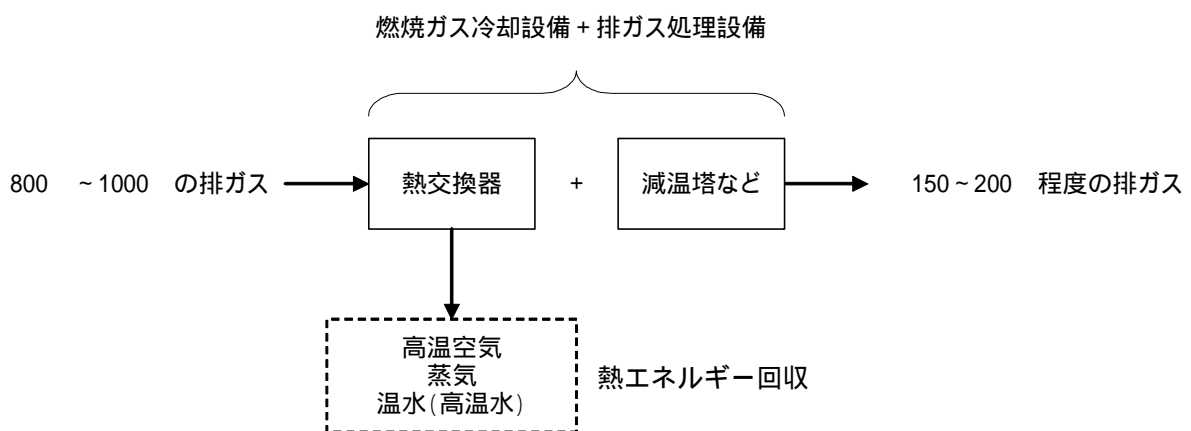 燃焼ガス冷却設備 + 排ガス処理設備
800 ~1000 の排ガス
熱交換器
+
減温塔など
150~200 程度の排ガス
高温空気
蒸気
温水(高温水)
熱エネルギー回収